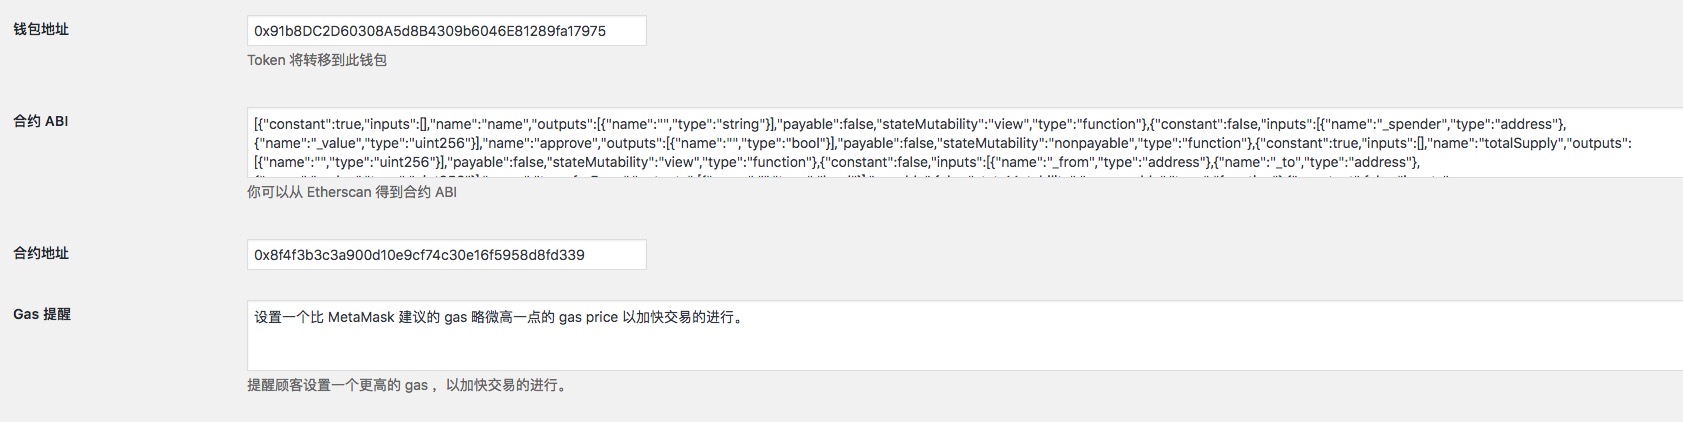 钱包地址
0x91b8DC2D60308A5d8B4309b6046E81289fa17975
Token 将转移到此钱包
合约 ABI
[{"constant":true,"inputs":[],"name":"name","outputs":[{"name":"","type":"string"}],"payable":false,"stateMutability":"view","type":"function"},{"constant":false,"inputs":[{"name":"_spender","type":"address"},
{"name":"_value","type":"uint256"}],"name":"approve","outputs":[{"name":"","type":"bool"}],"payable":false,"stateMutability":"nonpayable","type":"function"},{"constant":true,"inputs":[],"name":"totalSupply","outputs":
[{"name":"","type":"uint256"}],"payable":false,"stateMutability":"view","type":"function"},{"constant":false,"inputs":[{"name":"_from","type":"address"},{"name":"_to","type":"address"},
你可以从 Etherscan 得到合约 ABI
合约地址
0x8f4f3b3c3a900d10e9cf74c30e16f5958d8fd339
Gas 提醒
设置一个比 MetaMask 建议的 gas 略微高一点的 gas price 以加快交易的进行。
提醒顾客设置一个更高的 gas ，以加快交易的进行。